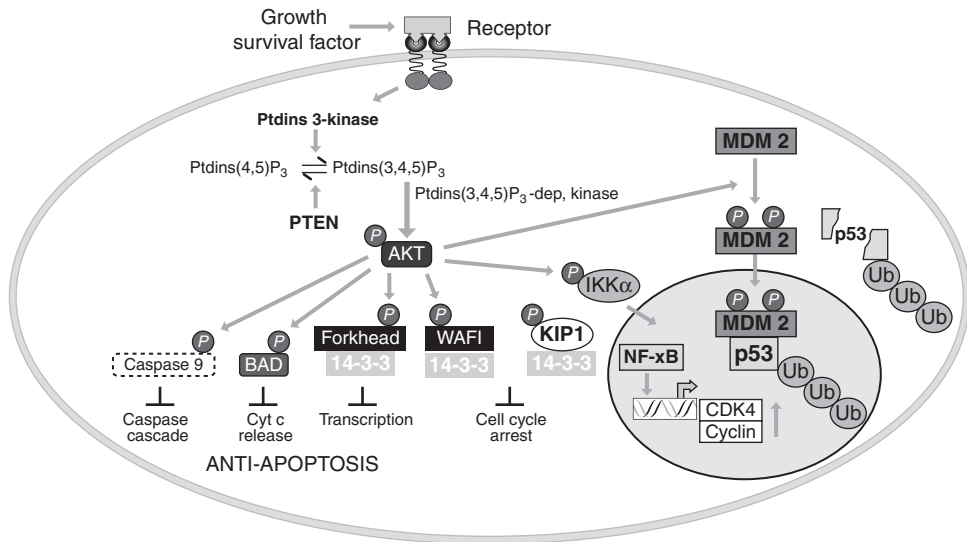 Growth
survival factor
Receptor
Ptdins 3-kinase
Ptdins(4,5)P3
Ptdins(3,4,5)P3
Ptdins(3,4,5)P3-dep, kinase
PTEN
P
AKT
MDM 2
P P
MDM 2
p53
Ub
Ub
Ub
P
IKKα
P
Caspase 9
P
BAD
P
Forkhead
14-3-3
P
WAFI
14-3-3
P
KIP1
14-3-3
Caspase
cascade
Cyt c
release
Transcription
Cell cycle
arrest
ANTI-APOPTOSIS
P P
MDM 2
p53
Ub
Ub
Ub
NF-xB
CDK4
Cyclin